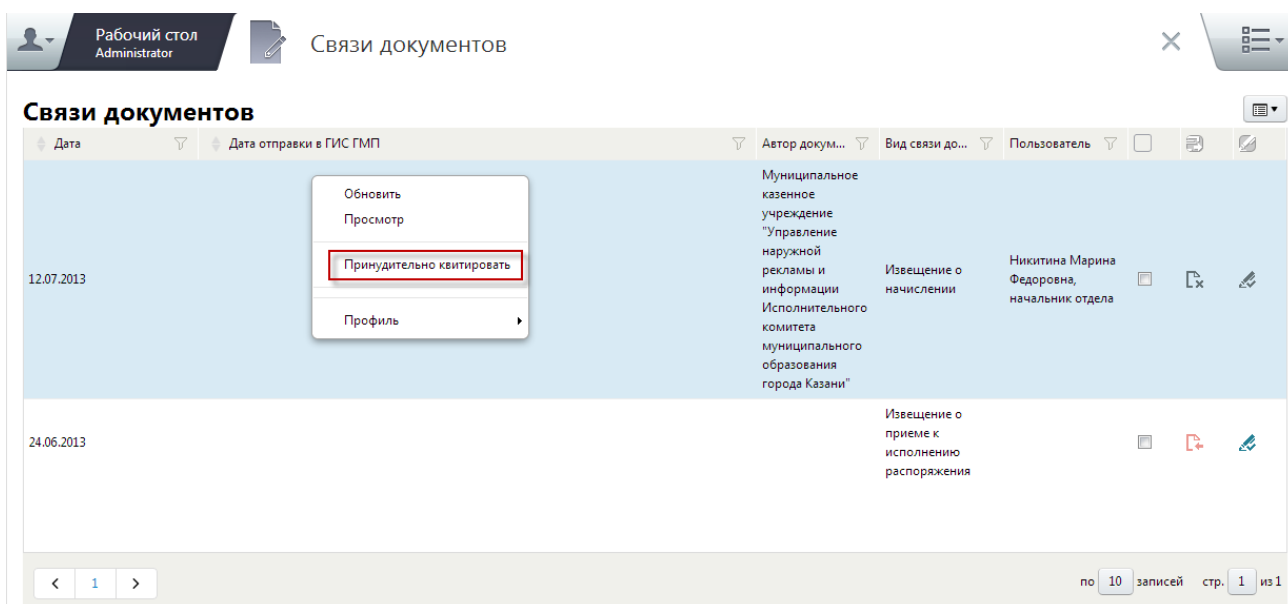 Рабочий стол
Administrator
Связи документов
Связи документов
Дата
Дата отправки в ГИС ГМП
Автор докум...
Вид связи до...
Пользователь
Обновить
Просмотр
Принудительно квитировать
Профиль
12.07.2013
Муниципальное
казенное
учреждение
"Управление
наружной
рекламы и
информации
Исполнительного
комитета
муниципального
образования
города Казани"
Извещение о
начислении
Никитина Марина
Федоровна,
начальник отдела
24.06.2013
Извещение о
приеме к
исполнению
распоряжения
1
по 10 записей стр. 1 из 1